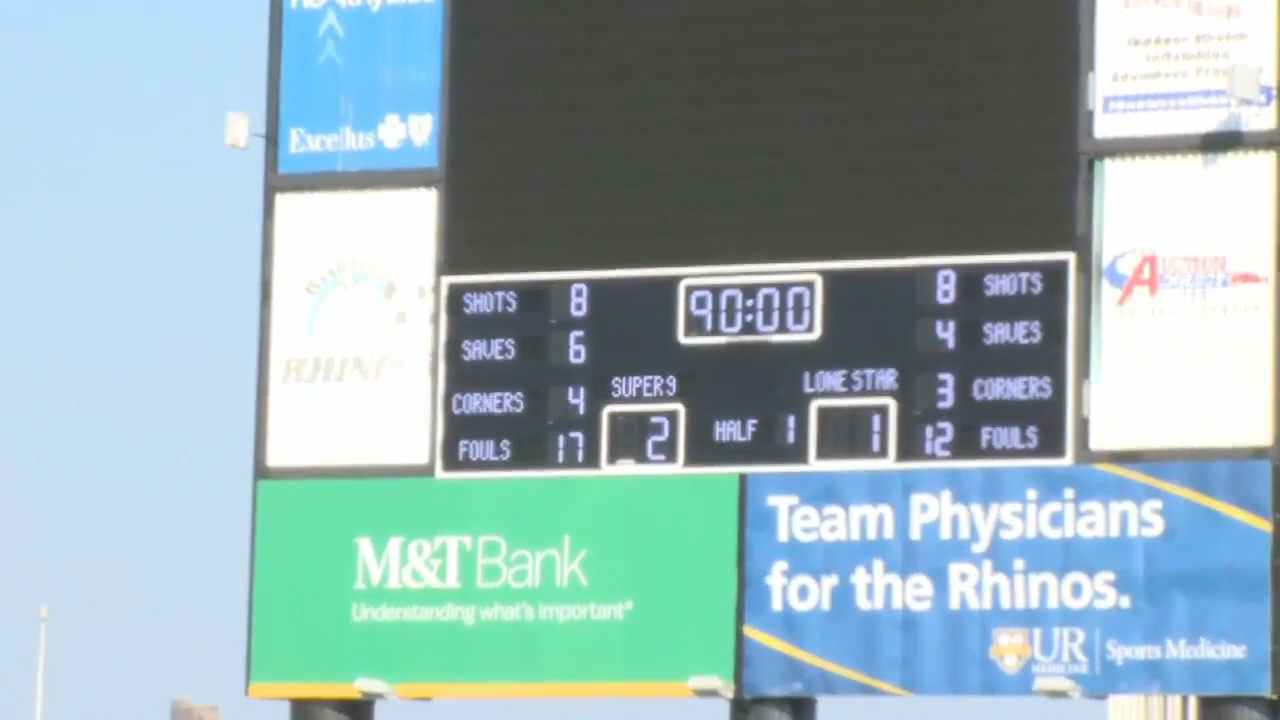 Excellus
SHOTS 8
SAVES 6
CORNERS 4
FOULS 17
90:00
SUPER 9
2
HALF 1
LONE STAR
1
8 SHOTS
4 SAVES
3 CORNERS
12 FOULS
RHINOS
M&T Bank
Understanding what's important®
Team Physicians
for the Rhinos.
UR
MEDICINE
Sports Medicine